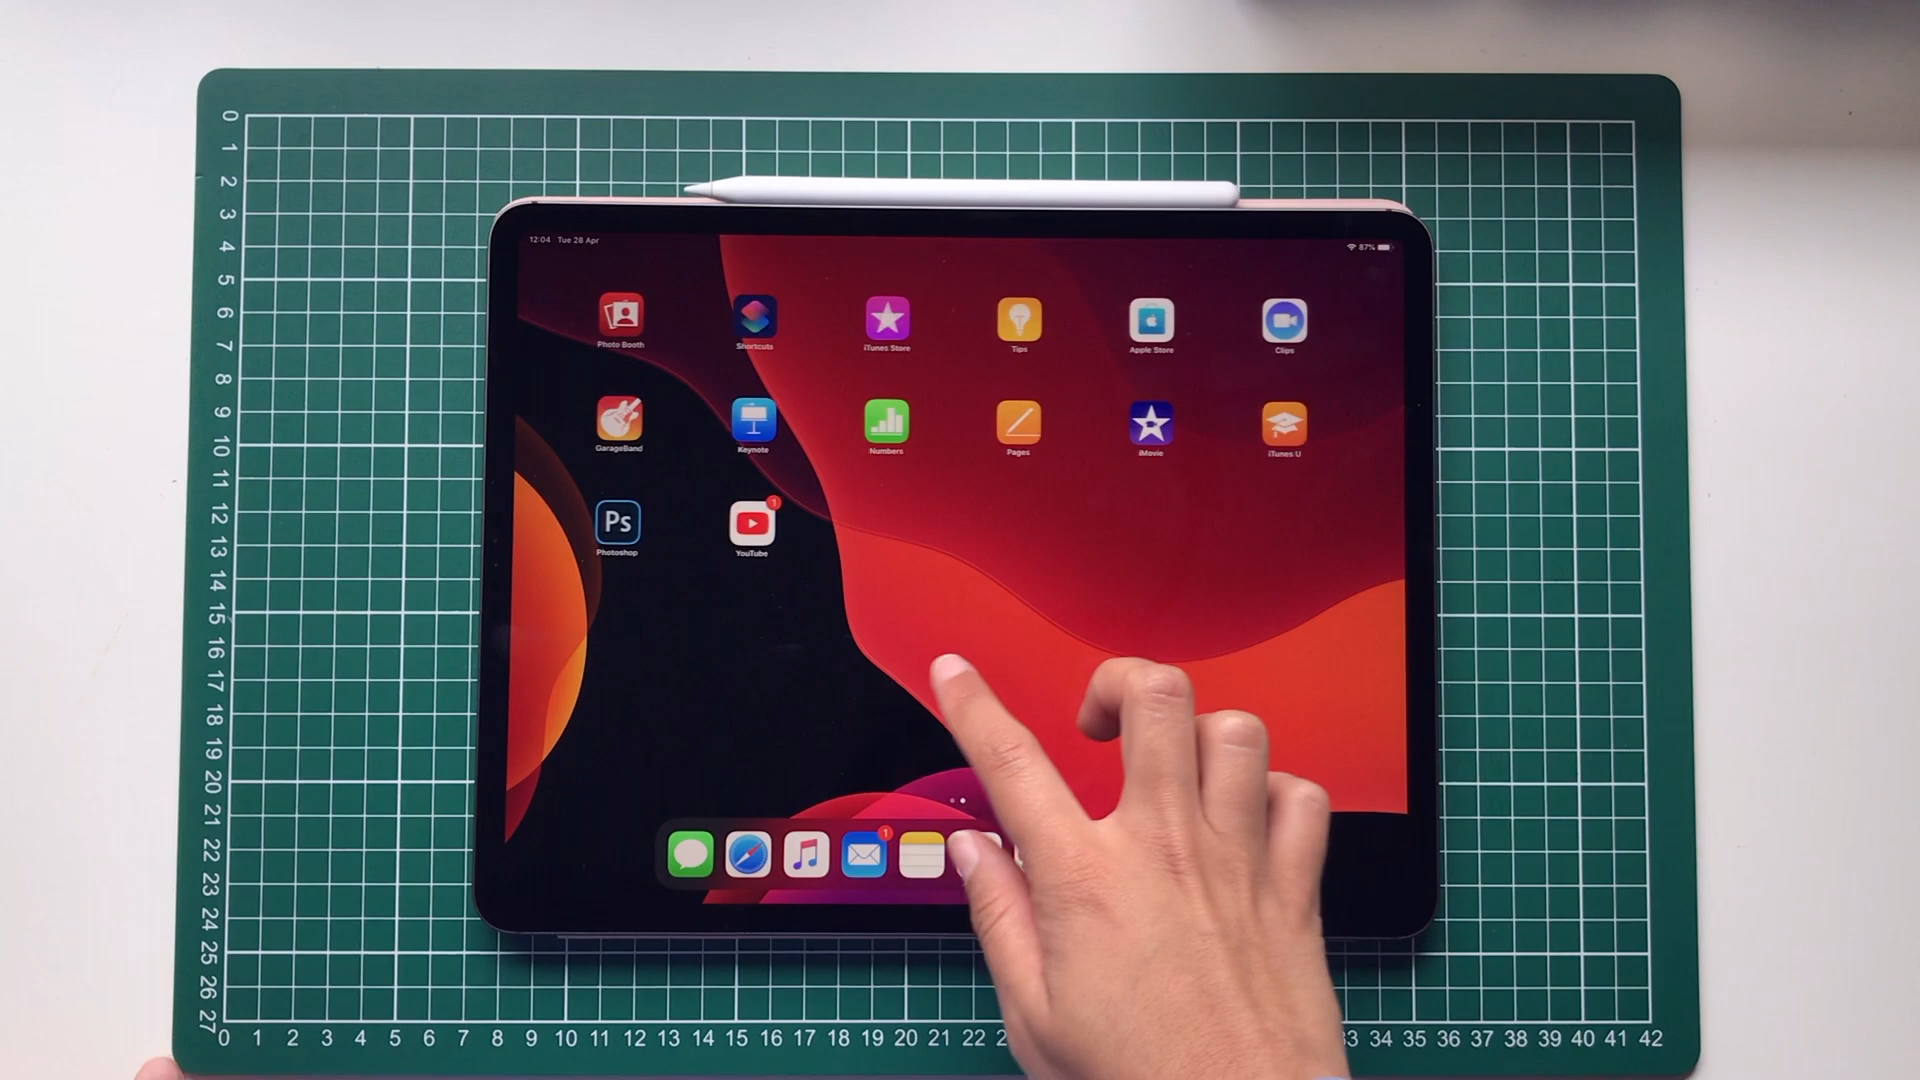 12:04 Tue 28 Apr
87%
Photo Booth
Shortcuts
iTunes Store
Tips
Apple Store
Clips
GarageBand
Keynote
Numbers
Pages
iMovie
iTunes U
Ps
1
Photoshop
YouTube
1
0
1
2
3
4
5
6
7
8
9
10
11
12
13
14
15
16
17
18
19
20
21
22
23
24
25
26
27
0 1 2 3 4 5 6 7 8 9 10 11 12 13 14 15 16 17 18 19 20 21 22 34 35 36 37 38 39 40 41 42